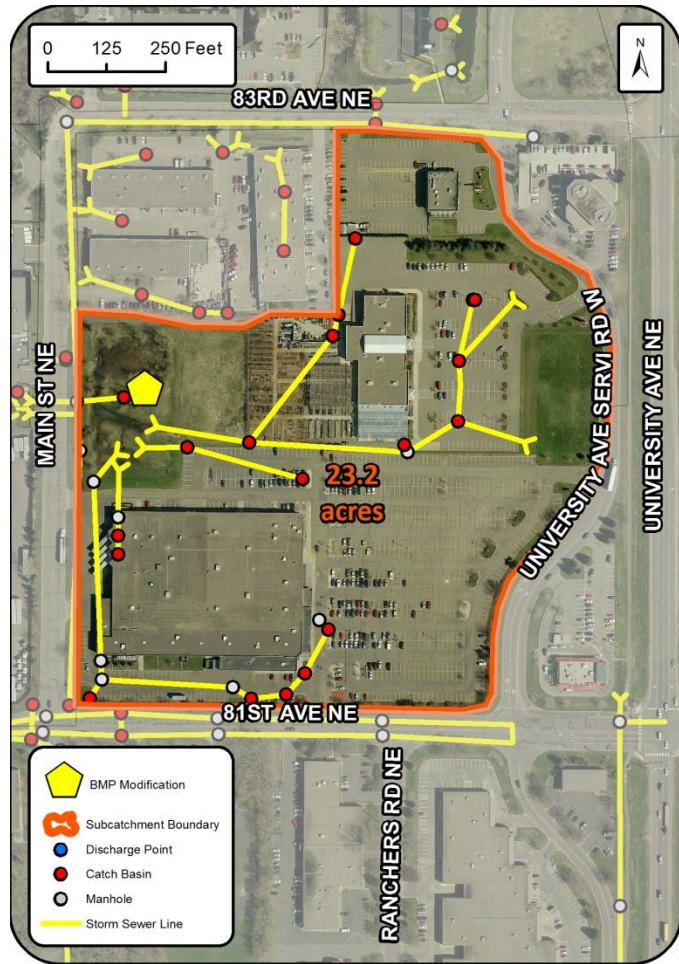 0 125 250 Feet
N
83RD AVE NE
MAIN ST NE
UNIVERSITY AVE SERVI RD W
UNIVERSITY AVE NE
23.2
acres
81ST AVE NE
RANCHERS RD NE
BMP Modification
Subcatchment Boundary
Discharge Point
Catch Basin
Manhole
Storm Sewer Line